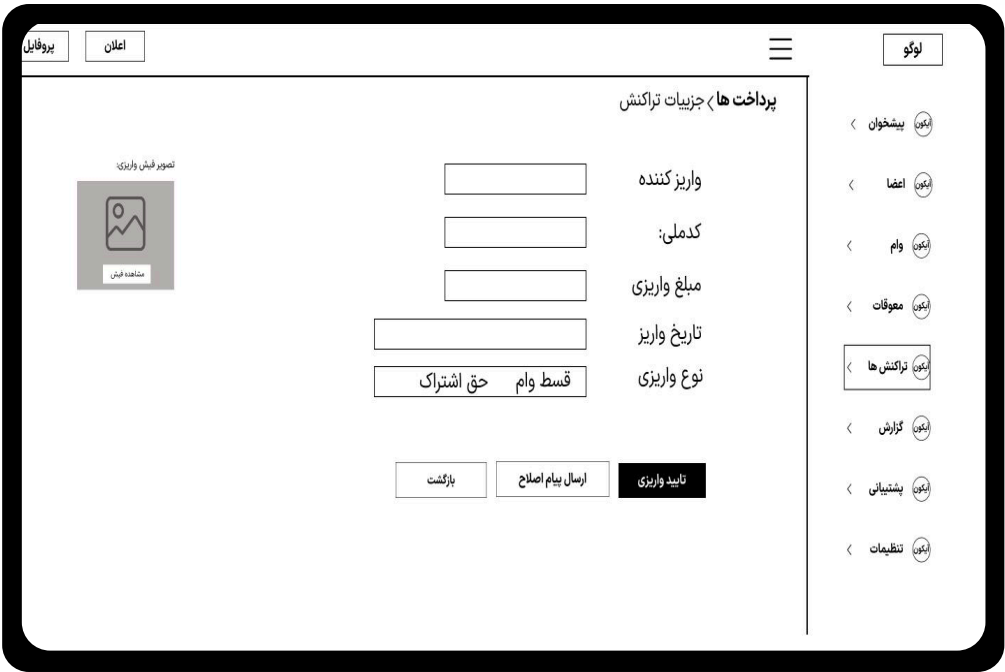 لوگو
اعلان
پروفایل
آیکون پیشخوان
آیکون اعضا
آیکون وام
آیکون معوقات
آیکون تراکنش ها
آیکون گزارش
آیکون پشتیبانی
آیکون تنظیمات
پرداخت ها〉جزییات تراکنش
واریز کننده
کدملی:
مبلغ واریزی
تاریخ واریز
نوع واریزی
قسط وام حق اشتراک
تصویر فیش واریزی:
مشاهده فیش
تایید واریزی
ارسال پیام اصلاح
بازگشت